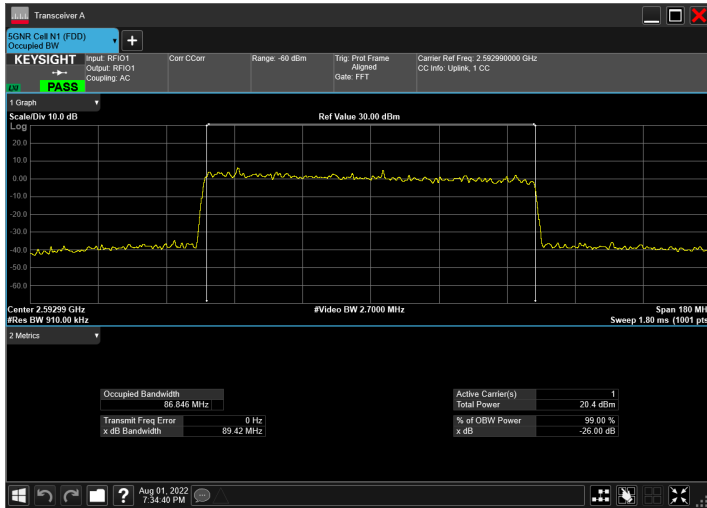 Transceiver A
5GNR Cell N1 (FDD)
Occupied BW
KEYSIGHT
LXI
PASS
Input: RFIO1
Output: RFIO1
Coupling: AC
Corr CCorr
Range: -60 dBm
Trig: Prot Frame
Aligned
Gate: FFT
Carrier Ref Freq: 2.592990000 GHz
CC Info: Uplink, 1 CC
1 Graph
Scale/Div 10.0 dB
Ref Value 30.00 dBm
Log
20.0
10.0
0.00
-10.0
-20.0
-30.0
-40.0
-50.0
-60.0
Center 2.59299 GHz
#Video BW 2.7000 MHz
Span 180 MH
#Res BW 910.00 kHz
Sweep 1.80 ms (1001 pts
2 Metrics
Occupied Bandwidth
86.846 MHz
Transmit Freq Error 0 Hz
x dB Bandwidth 89.42 MHz
Active Carrier(s) 1
Total Power 20.4 dBm
% of OBW Power 99.00 %
x dB -26.00 dB
?
Aug 01, 2022
7:34:40 PM